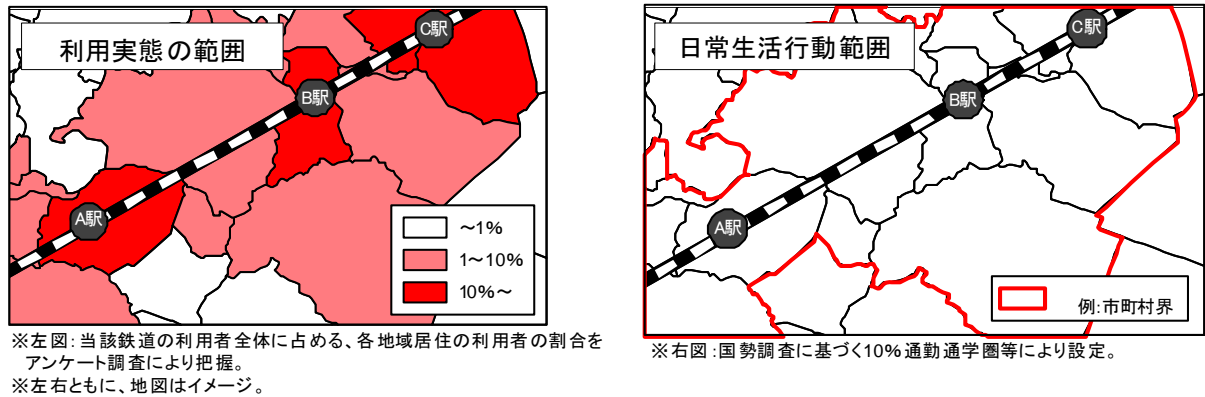 利用実態の範囲
C駅
B駅
A駅
～1%
1～10%
10%～
※左図:当該鉄道の利用者全体に占める、各地域居住の利用者の割合を
アンケート調査により把握。
※左右ともに、地図はイメージ。
日常生活行動範囲
C駅
B駅
A駅
例:市町村界
※右図:国勢調査に基づく10%通勤通学圏等により設定。